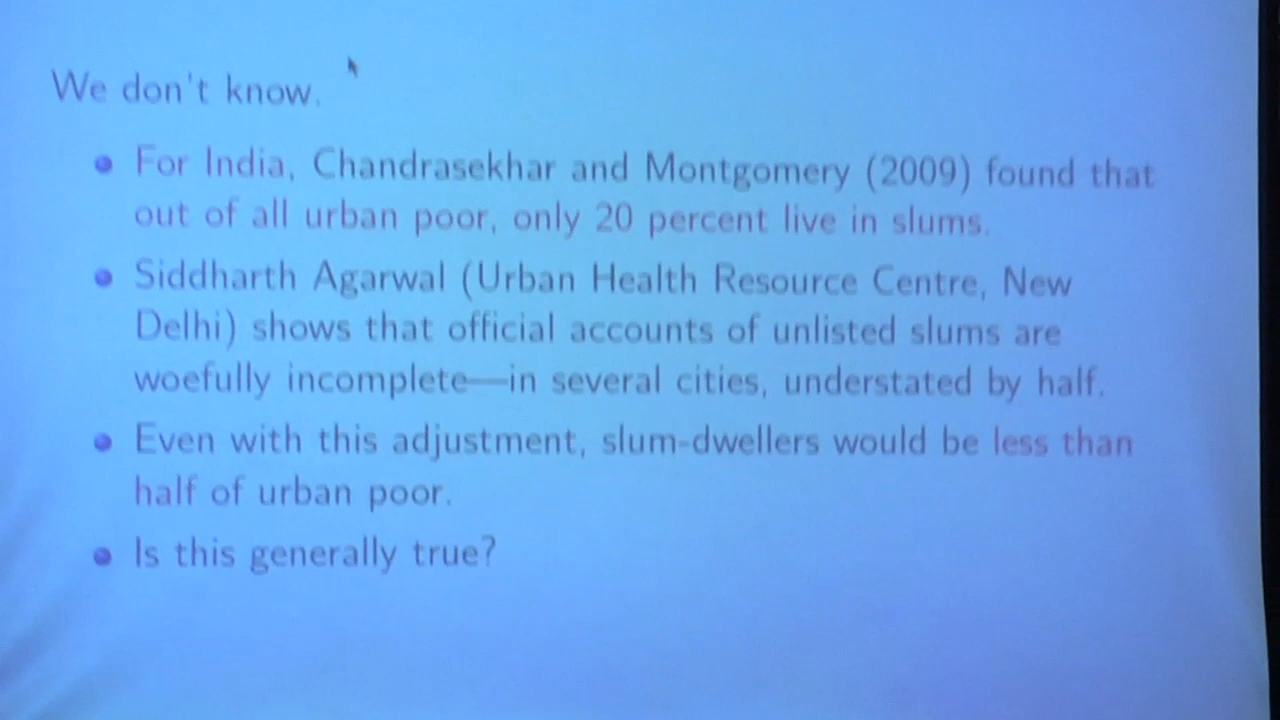 We don't know.
For India, Chandrasekhar and Montgomery (2009) found that
out of all urban poor, only 20 percent live in slums.
Siddharth Agarwal (Urban Health Resource Centre, New
Delhi) shows that official accounts of unlisted slums are
woefully incomplete—in several cities, understated by half.
Even with this adjustment, slum-dwellers would be less than
half of urban poor.
Is this generally true?